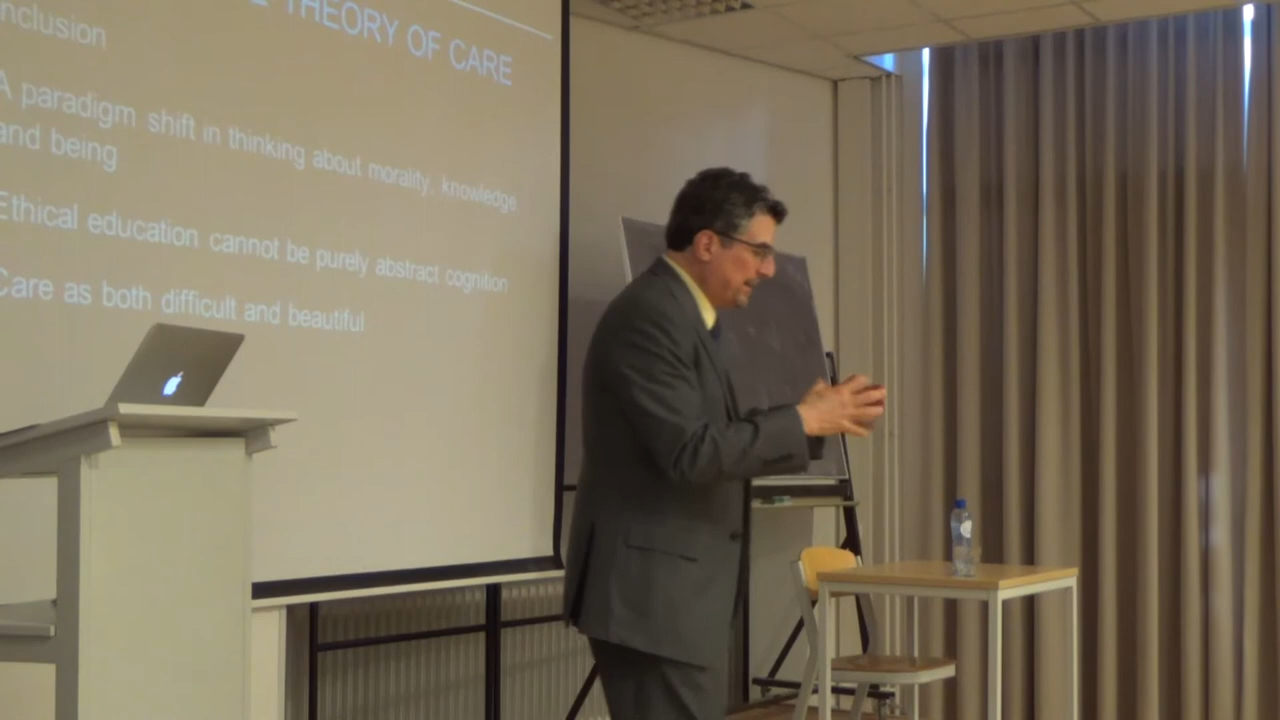 THEORY OF CARE
nclusion
A paradigm shift in thinking about morality, knowledge,
and being
Ethical education cannot be purely abstract cognition
Care as both difficult and beautiful